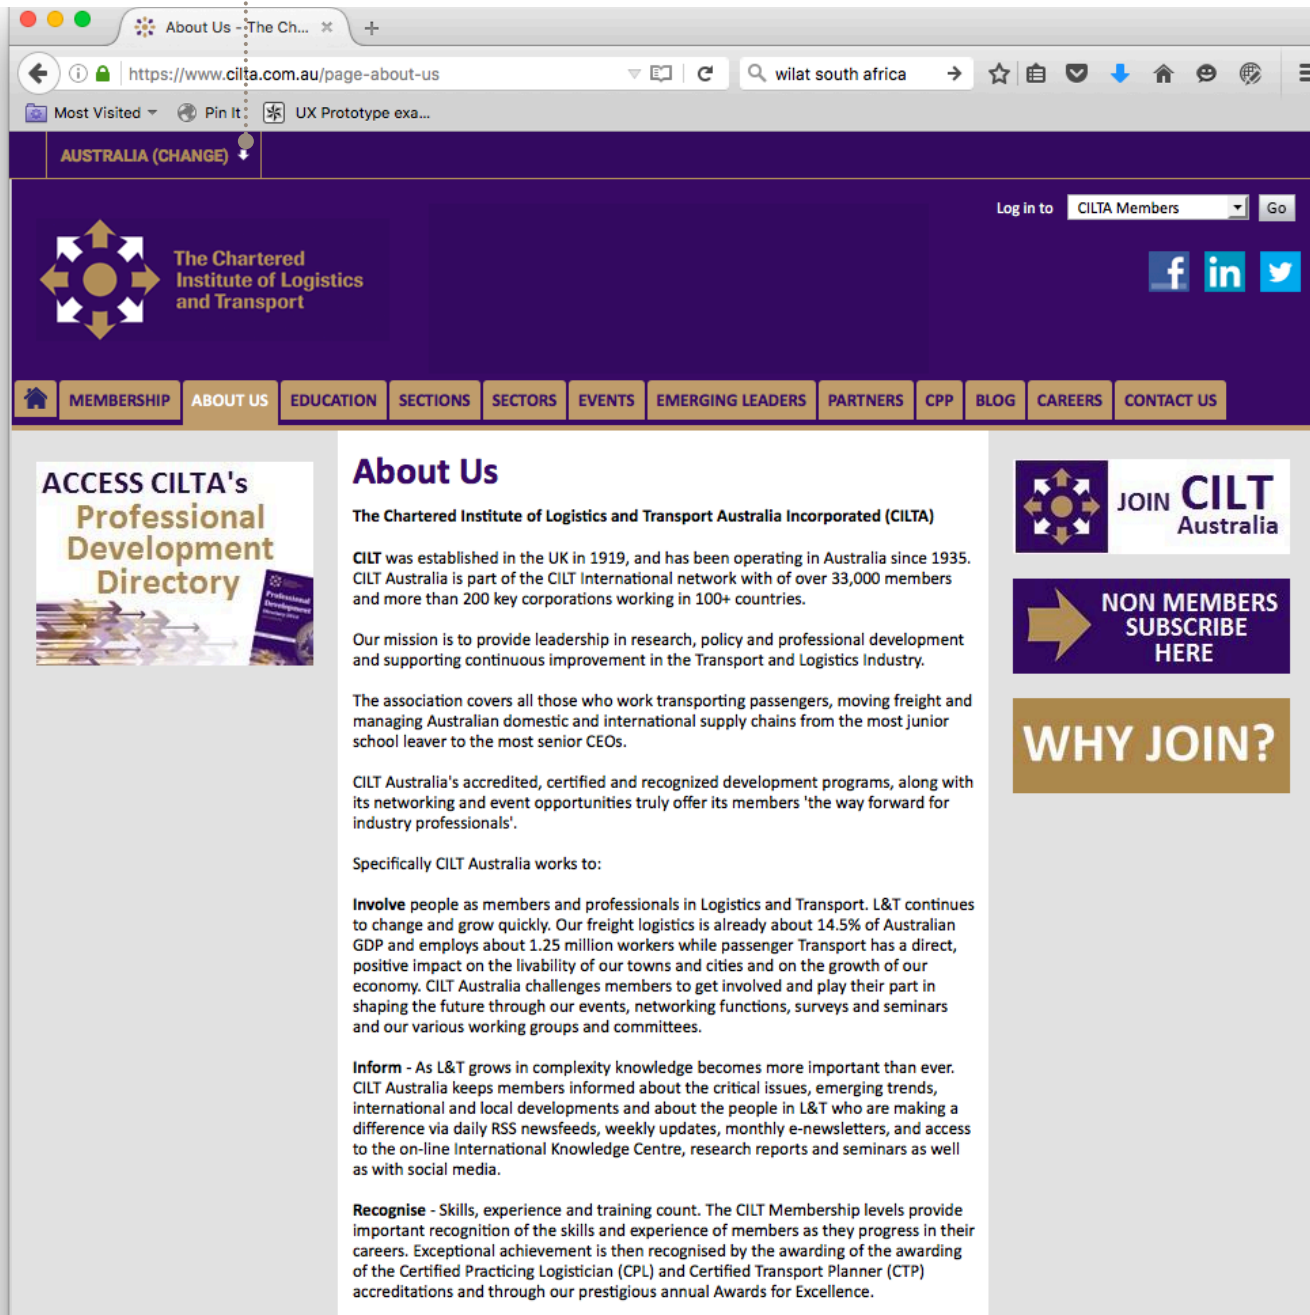 About Us - The Ch...
https://www.cilta.com.au/page-about-us
wilat south africa
Most Visited
Pin It
UX Prototype exa...
AUSTRALIA (CHANGE)
Log in to
CILTA Members
Go
The Chartered
Institute of Logistics
and Transport
MEMBERSHIP
ABOUT US
EDUCATION
SECTIONS
SECTORS
EVENTS
EMERGING LEADERS
PARTNERS
CPP
BLOG
CAREERS
CONTACT US
ACCESS CILTA's
Professional
Development
Directory
About Us
The Chartered Institute of Logistics and Transport Australia Incorporated (CILTA)
CILT was established in the UK in 1919, and has been operating in Australia since 1935.
CILT Australia is part of the CILT International network with of over 33,000 members
and more than 200 key corporations working in 100+ countries.
Our mission is to provide leadership in research, policy and professional development
and supporting continuous improvement in the Transport and Logistics Industry.
The association covers all those who work transporting passengers, moving freight and
managing Australian domestic and international supply chains from the most junior
school leaver to the most senior CEOs.
CILT Australia's accredited, certified and recognized development programs, along with
its networking and event opportunities truly offer its members 'the way forward for
industry professionals'.
Specifically CILT Australia works to:
Involve people as members and professionals in Logistics and Transport. L&T continues
to change and grow quickly. Our freight logistics is already about 14.5% of Australian
GDP and employs about 1.25 million workers while passenger Transport has a direct,
positive impact on the livability of our towns and cities and on the growth of our
economy. CILT Australia challenges members to get involved and play their part in
shaping the future through our events, networking functions, surveys and seminars
and our various working groups and committees.
Inform - As L&T grows in complexity knowledge becomes more important than ever.
CILT Australia keeps members informed about the critical issues, emerging trends,
international and local developments and about the people in L&T who are making a
difference via daily RSS newsfeeds, weekly updates, monthly e-newsletters, and access
to the on-line International Knowledge Centre, research reports and seminars as well
as with social media.
Recognise - Skills, experience and training count. The CILT Membership levels provide
important recognition of the skills and experience of members as they progress in their
careers. Exceptional achievement is then recognised by the awarding of the awarding
of the Certified Practicing Logistician (CPL) and Certified Transport Planner (CTP)
accreditations and through our prestigious annual Awards for Excellence.
JOIN CILT
Australia
NON MEMBERS
SUBSCRIBE
HERE
WHY JOIN?